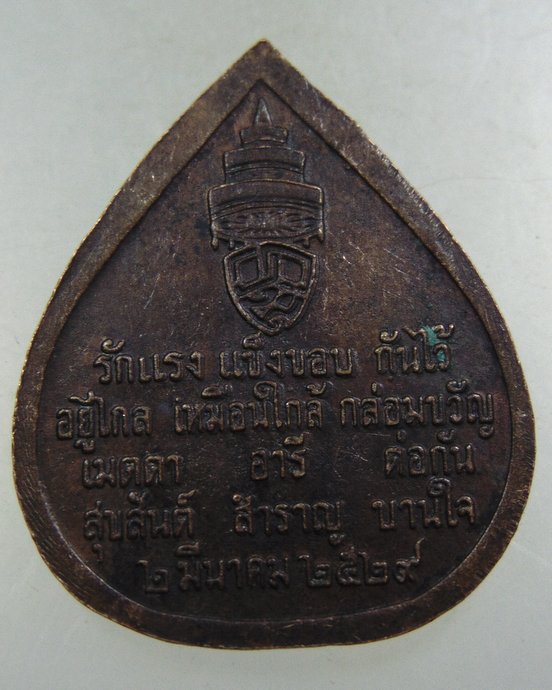 รักแรง แข็งขอบ กันไว้
อยู่ไกล เหมือนใกล้ กล่อมขวัญ
เมตตา อารี ต่อกัน
สุขสันต์ สำราญ บานใจ
๒ มีนาคม ๒๕๒๙